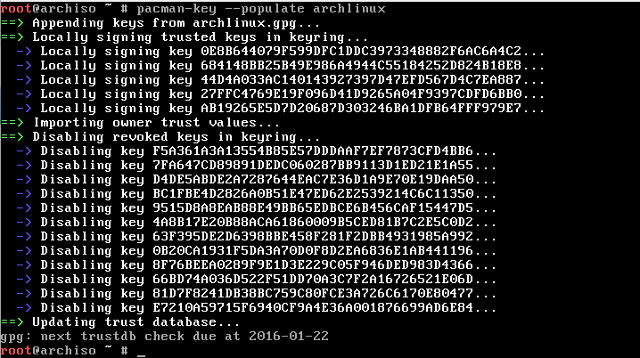 root@archiso ~ # pacman-key --populate archlinux
==> Appending keys from archlinux.gpg...
==> Locally signing trusted keys in keyring...
-> Locally signing key 0E8B644079F599DFC1DDC3973348882F6AC6A4C2...
-> Locally signing key 684148BB25B49E986A4944C55184252D824B18E8...
-> Locally signing key 44D4A033AC140143927397D47EFD567D4C7EA887...
-> Locally signing key 27FFC4769E19F096D41D9265A04F9397CDFD6BB0...
-> Locally signing key AB19265E5D7D20687D303246BA1DFB64FFF979E7...
==> Importing owner trust values...
==> Disabling revoked keys in keyring...
-> Disabling key F5A361A3A13554B85E57DDDAAF7EF7873CFD4BB6...
-> Disabling key 7FA647CD89891DEDC060287BB9113D1ED21E1A55...
-> Disabling key D4DE5ABDE2A7287644EAC7E36D1A9E70E19DAA50...
-> Disabling key BC1FBE4D2826A0B51E47ED62E2539214C6C11350...
-> Disabling key 9515D8A8EAB88E49BB65EDBCE6B456CAF15447D5...
-> Disabling key 4A8B17E20B88ACA61860009B5CED81B7C2E5C0D2...
-> Disabling key 63F395DE2D6398BBE458F281F2DBB4931985A992...
-> Disabling key 0B20CA1931F5DA3A70D0F8D2EA6836E1AB441196...
-> Disabling key 8F76BEEA0289F9E1D3E229C05F946DED983D4366...
-> Disabling key 66BD74A036D522F51DD70A3C7F2A16726521E06D...
-> Disabling key 81D7F8241DB38BC759C80FCE3A726C6170E80477...
-> Disabling key E7210A59715F6940CF9A4E36A001876699AD6E84...
==> Updating trust database...
gpg: next trustdb check due at 2016-01-22
root@archiso ~ # _